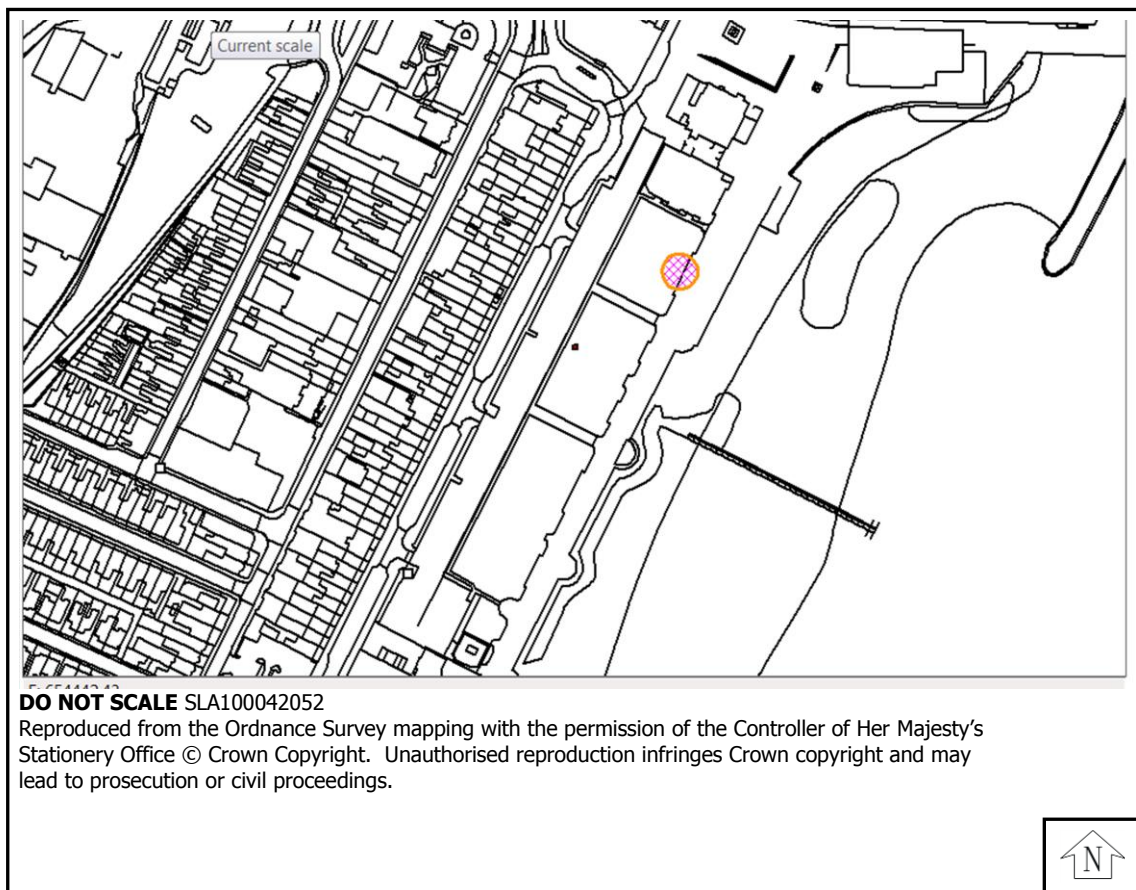 Current scale
DO NOT SCALE SLA100042052
Reproduced from the Ordnance Survey mapping with the permission of the Controller of Her Majesty's
Stationery Office © Crown Copyright. Unauthorised reproduction infringes Crown copyright and may
lead to prosecution or civil proceedings.
N